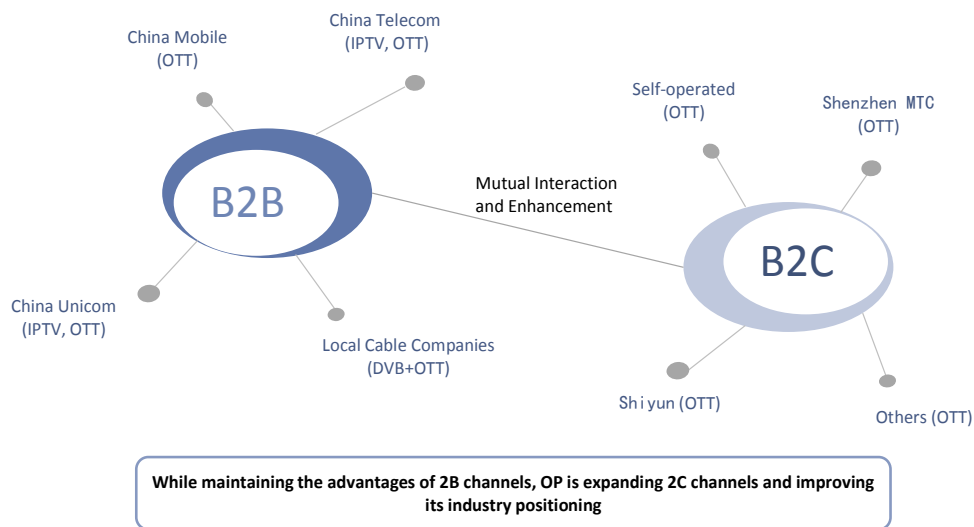 China Mobile
(OTT)
China Telecom
(IPTV, OTT)
B2B
China Unicom
(IPTV, OTT)
Local Cable Companies
(DVB+OTT)
Mutual Interaction
and Enhancement
Self-operated
(OTT)
Shenzhen MTC
(OTT)
B2C
Shiyun (OTT)
Others (OTT)
While maintaining the advantages of 2B channels, OP is expanding 2C channels and improving
its industry positioning